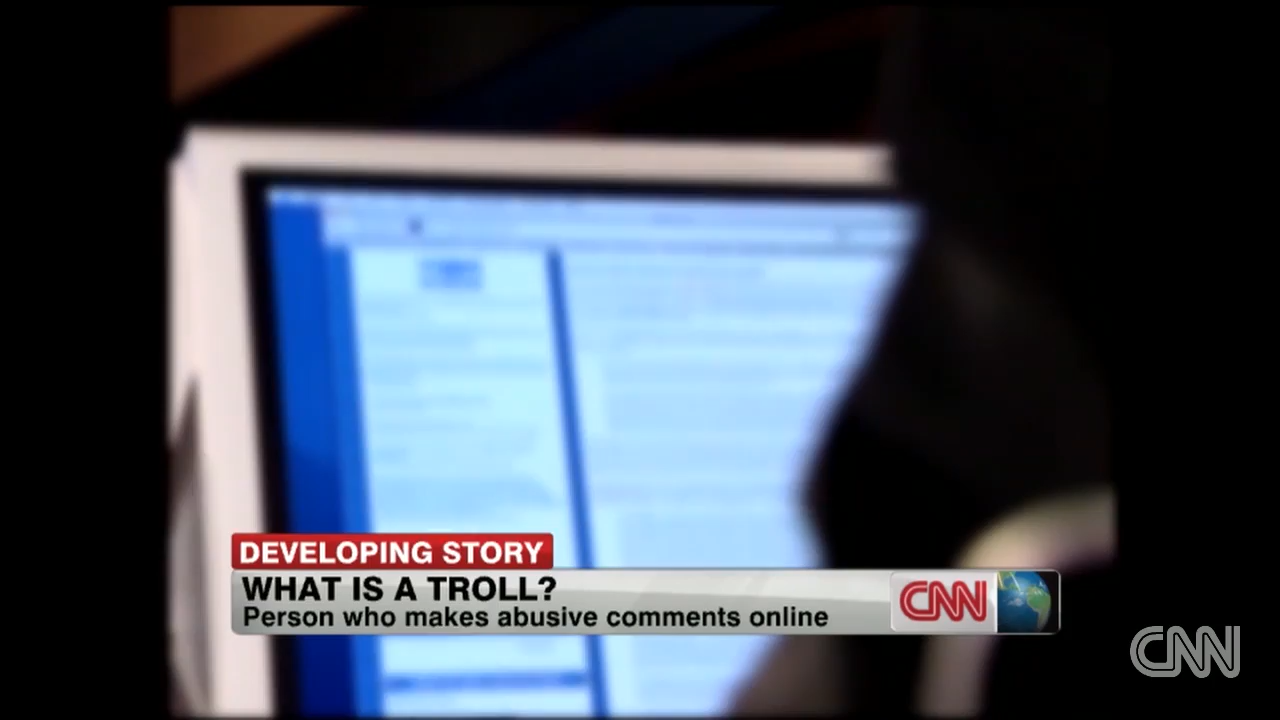 DEVELOPING STORY
WHAT IS A TROLL?
Person who makes abusive comments online
CNN
CNN